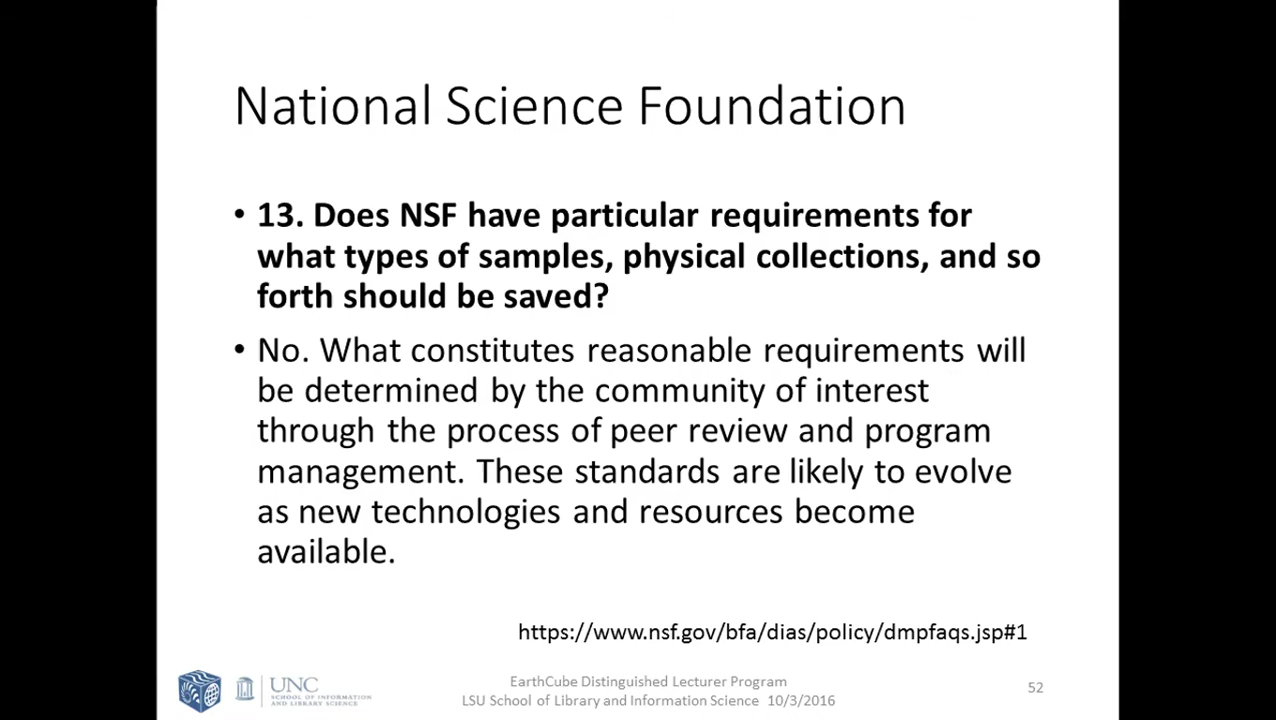 National Science Foundation
• 13. Does NSF have particular requirements for
what types of samples, physical collections, and so
forth should be saved?
• No. What constitutes reasonable requirements will
be determined by the community of interest
through the process of peer review and program
management. These standards are likely to evolve
as new technologies and resources become
available.
https://www.nsf.gov/bfa/dias/policy/dmpfaqs.jsp#1
UNC
SCHOOL OF INFORMATION
AND LIBRARY SCIENCE
EarthCube Distinguished Lecturer Program
LSU School of Library and Information Science 10/3/2016
52